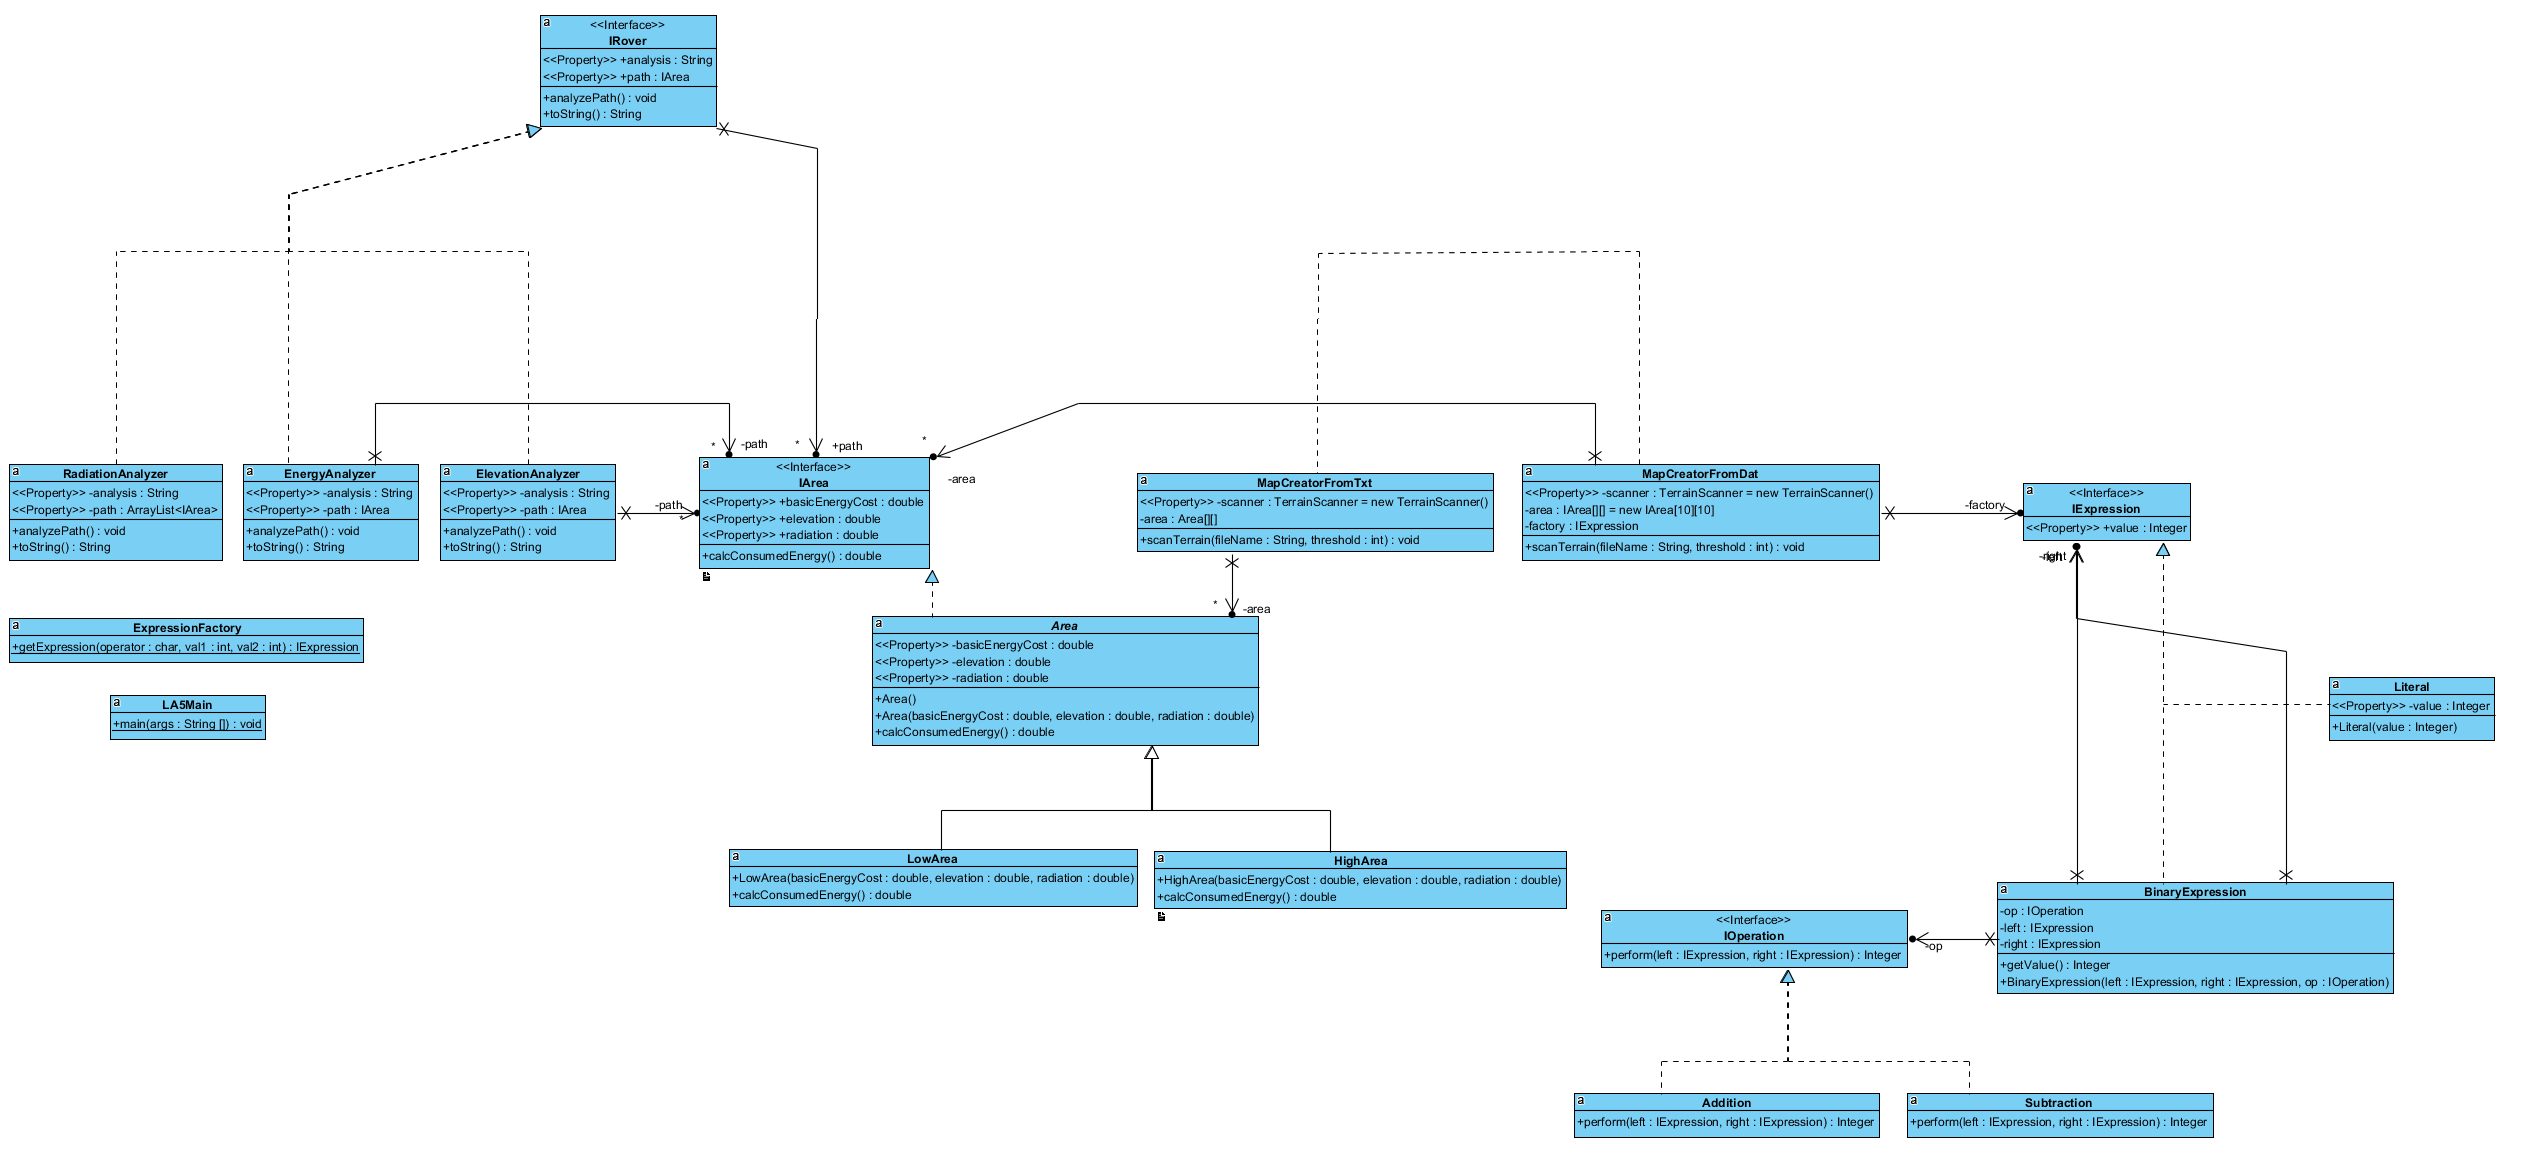 a
<<Interface>>
IRover
<<Property>> +analysis : String
<<Property>> +path : IArea
+analyzePath() : void
+toString() : String
* -path
* +path
*
-area
a
RadiationAnalyzer
<<Property>> -analysis : String
<<Property>> -path : ArrayList<IArea>
+analyzePath() : void
+toString() : String
a
EnergyAnalyzer
<<Property>> -analysis : String
<<Property>> -path : IArea
+analyzePath() : void
+toString() : String
a
ElevationAnalyzer
<<Property>> -analysis : String
<<Property>> -path : IArea
+analyzePath() : void
+toString() : String
-path
*
a
<<Interface>>
IArea
<<Property>> +basicEnergyCost : double
<<Property>> +elevation : double
<<Property>> +radiation : double
+calcConsumedEnergy() : double
a
MapCreatorFromTxt
<<Property>> -scanner : TerrainScanner = new TerrainScanner()
-area : Area[][]
+scanTerrain(fileName : String, threshold : int) : void
a
MapCreatorFromDat
<<Property>> -scanner : TerrainScanner = new TerrainScanner()
-area : IArea[][] = new IArea[10][10]
-factory : IExpression
+scanTerrain(fileName : String, threshold : int) : void
-factory
a
<<Interface>>
IExpression
<<Property>> +value : Integer
* -area
a
ExpressionFactory
+getExpression(operator : char, val1 : int, val2 : int) : IExpression
a
LA5Main
+main(args : String []) : void
a
Area
<<Property>> -basicEnergyCost : double
<<Property>> -elevation : double
<<Property>> -radiation : double
+Area()
+Area(basicEnergyCost : double, elevation : double, radiation : double)
+calcConsumedEnergy() : double
a
Literal
<<Property>> -value : Integer
+Literal(value : Integer)
a
LowArea
+LowArea(basicEnergyCost : double, elevation : double, radiation : double)
+calcConsumedEnergy() : double
a
HighArea
+HighArea(basicEnergyCost : double, elevation : double, radiation : double)
+calcConsumedEnergy() : double
a
<<Interface>>
IOperation
+perform(left : IExpression, right : IExpression) : Integer
-op
a
BinaryExpression
-op : IOperation
-left : IExpression
-right : IExpression
+getValue() : Integer
+BinaryExpression(left : IExpression, right : IExpression, op : IOperation)
a
Addition
+perform(left : IExpression, right : IExpression) : Integer
a
Subtraction
+perform(left : IExpression, right : IExpression) : Integer